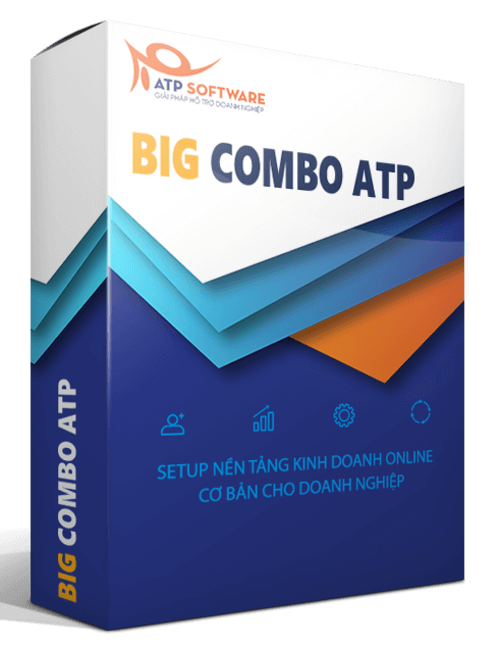 ATP SOFTWARE
GIẢI PHÁP HỖ TRỢ DOANH NGHIỆP
BIG COMBO ATP
SETUP NỀN TẢNG KINH DOANH ONLINE
CƠ BẢN CHO DOANH NGHIỆP
BIG COMBO ATP